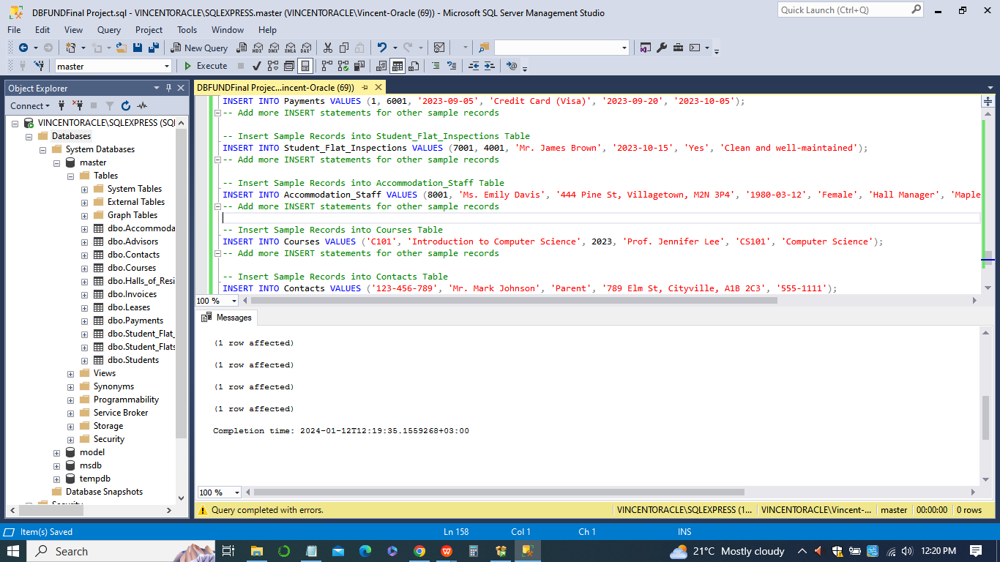 DBFUNDFinal Project.sql - VINCENTORACLE\SQLEXPRESS.master (VINCENTORACLE\Vincent-Oracle (69)) - Microsoft SQL Server Management Studio
Quick Launch (Ctrl+Q)
File Edit View Query Project Tools Window Help
New Query
MDX DMX XMLA DAX
master
Execute
Object Explorer
Connect
VINCENTORACLE\SQLEXPRESS (SQL
Databases
System Databases
master
Tables
System Tables
External Tables
Graph Tables
dbo.Accommoda
dbo.Advisors
dbo.Contacts
dbo.Courses
dbo.Halls_of_Resi
dbo.Invoices
dbo.Leases
dbo.Payments
dbo.Student_Flat_
dbo.Student_Flats
dbo.Students
Views
Synonyms
Programmability
Service Broker
Storage
Security
model
msdb
tempdb
Database Snapshots
Security
DBFUNDFinal Projec...incent-Oracle (69))
INSERT INTO Payments VALUES (1, 6001, '2023-09-05', 'Credit Card (Visa)', '2023-09-20', '2023-10-05');
-- Add more INSERT statements for other sample records
-- Insert Sample Records into Student_Flat_Inspections Table
INSERT INTO Student_Flat_Inspections VALUES (7001, 4001, 'Mr. James Brown', '2023-10-15', 'Yes', 'Clean and well-maintained');
-- Add more INSERT statements for other sample records
-- Insert Sample Records into Accommodation_Staff Table
INSERT INTO Accommodation_Staff VALUES (8001, 'Ms. Emily Davis', '444 Pine St, Villagetown, M2N 3P4', '1980-03-12', 'Female', 'Hall Manager', 'Maple
-- Add more INSERT statements for other sample records
-- Insert Sample Records into Courses Table
INSERT INTO Courses VALUES ('C101', 'Introduction to Computer Science', 2023, 'Prof. Jennifer Lee', 'CS101', 'Computer Science');
-- Add more INSERT statements for other sample records
-- Insert Sample Records into Contacts Table
INSERT INTO Contacts VALUES ('123-456-789', 'Mr. Mark Johnson', 'Parent', '789 Elm St, Cityville, A1B 2C3', '555-1111');
100 %
Messages
(1 row affected)
(1 row affected)
(1 row affected)
(1 row affected)
Completion time: 2024-01-12T12:19:35.1559268+03:00
100 %
Query completed with errors. VINCENTORACLE\SQLEXPRESS (1... VINCENTORACLE\Vincent-... master 00:00:00 0 rows
Item(s) Saved Ln 158 Col 1 Ch 1 INS
Search 21°C Mostly cloudy 12:20 PM